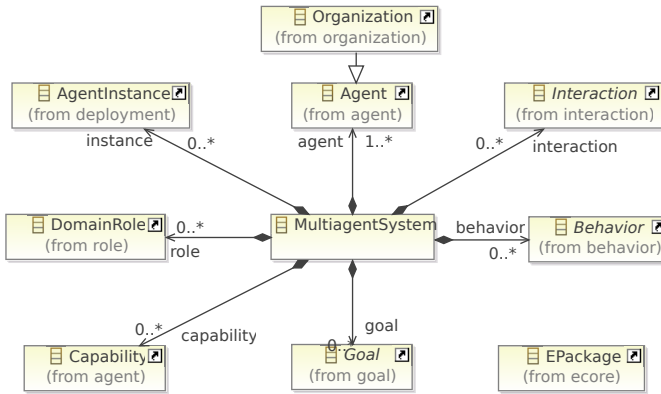 Organization
(from organization)
AgentInstance
(from deployment)
Agent
(from agent)
Interaction
(from interaction)
instance
0..*
agent
1..*
0..*
interaction
DomainRole
(from role)
0..*
role
MultiagentSystem
behavior
0..*
Behavior
(from behavior)
0..*
capability
goal
0..*
Capability
(from agent)
Goal
(from goal)
EPackage
(from ecore)